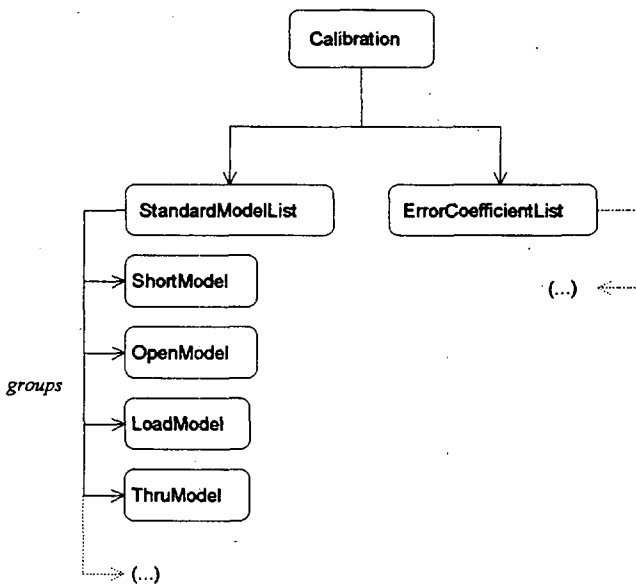 Calibration
StandardModelList
ErrorCoefficientList
ShortModel
(...)
OpenModel
groups
LoadModel
ThruModel
(...)